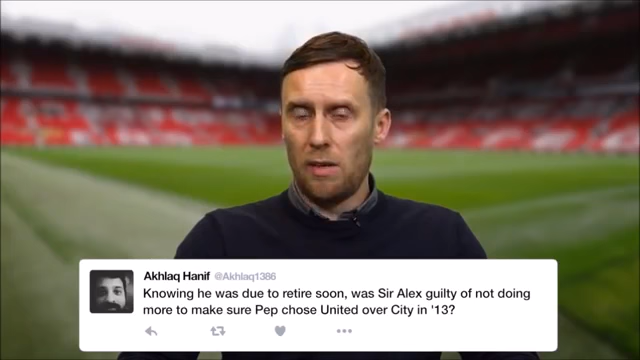 Akhlaq Hanif @Akhlaq1386
Knowing he was due to retire soon, was Sir Alex guilty of not doing
more to make sure Pep chose United over City in '13?